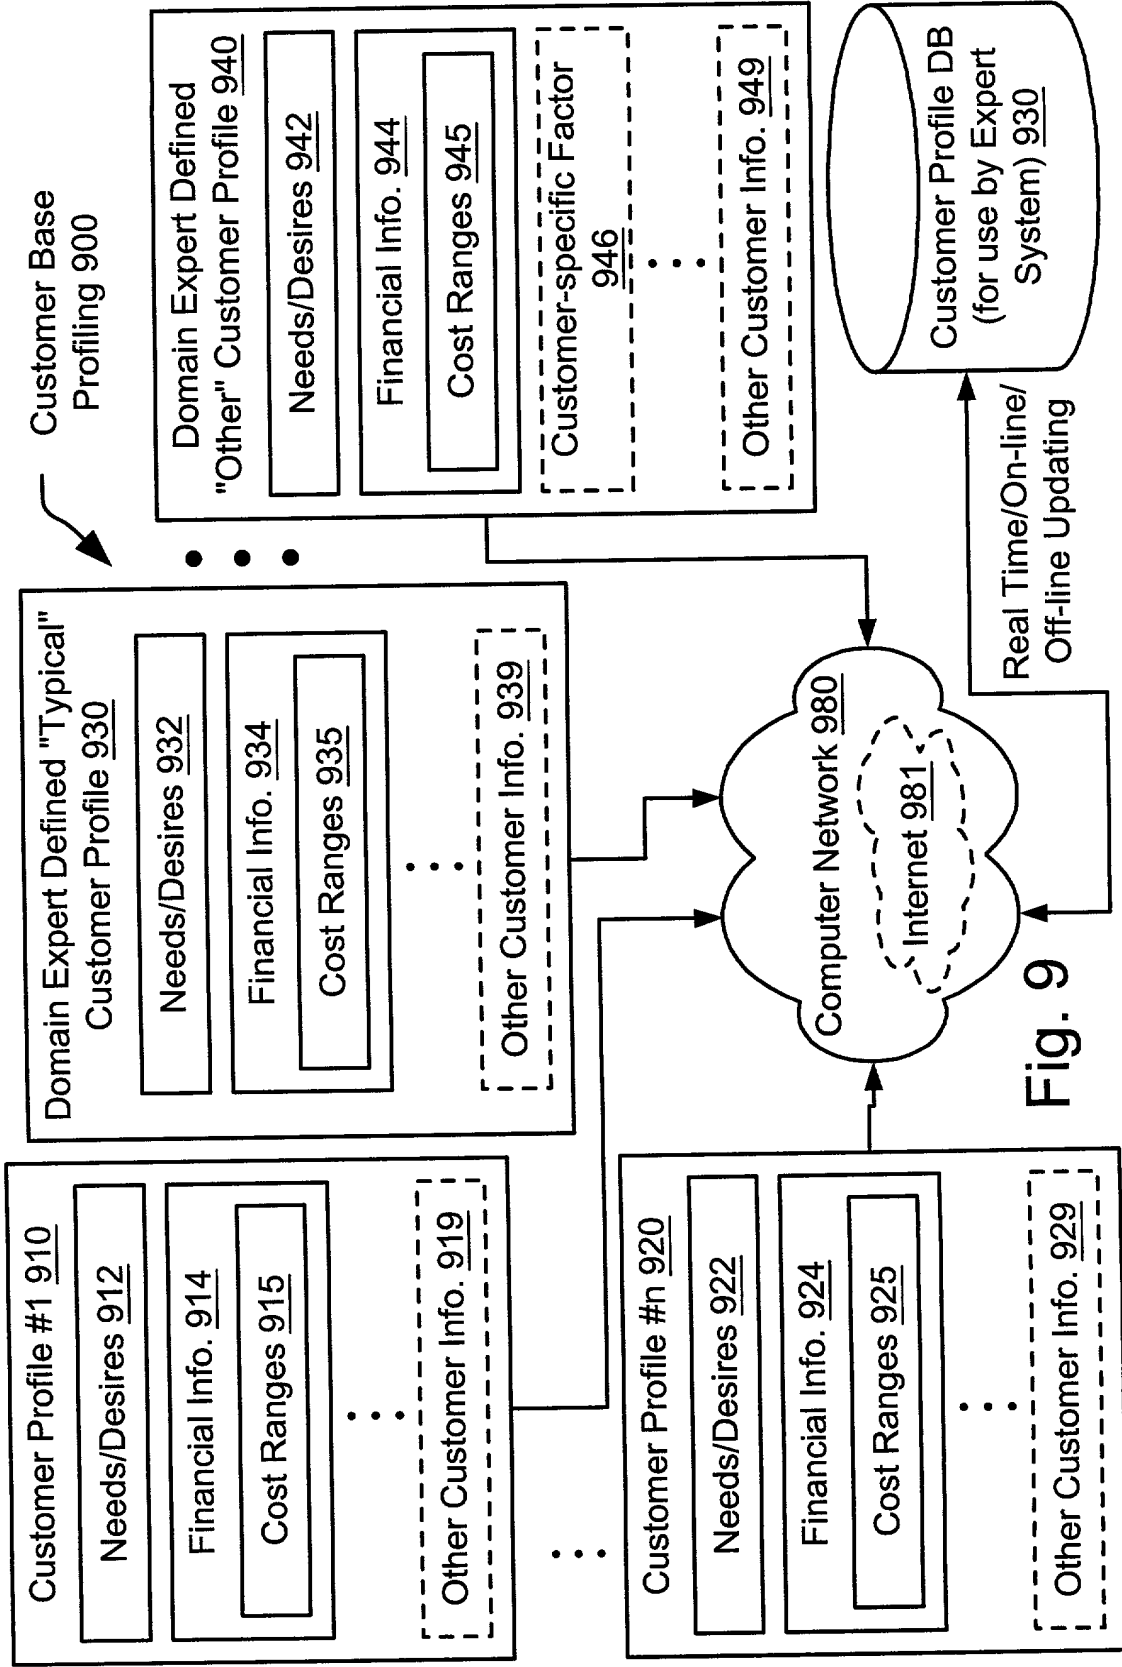 Customer Base
Profiling 900
Customer Profile #1 910
Needs/Desires 912
Financial Info. 914
Cost Ranges 915
Other Customer Info. 919
Domain Expert Defined "Typical"
Customer Profile 930
Needs/Desires 932
Financial Info. 934
Cost Ranges 935
Other Customer Info. 939
Domain Expert Defined
"Other" Customer Profile 940
Needs/Desires 942
Financial Info. 944
Cost Ranges 945
Customer-specific Factor
946
Other Customer Info. 949
Customer Profile #n 920
Needs/Desires 922
Financial Info. 924
Cost Ranges 925
Other Customer Info. 929
Computer Network 980
Internet 981
Real Time/On-line/
Off-line Updating
Customer Profile DB
(for use by Expert
System) 930
Fig. 9